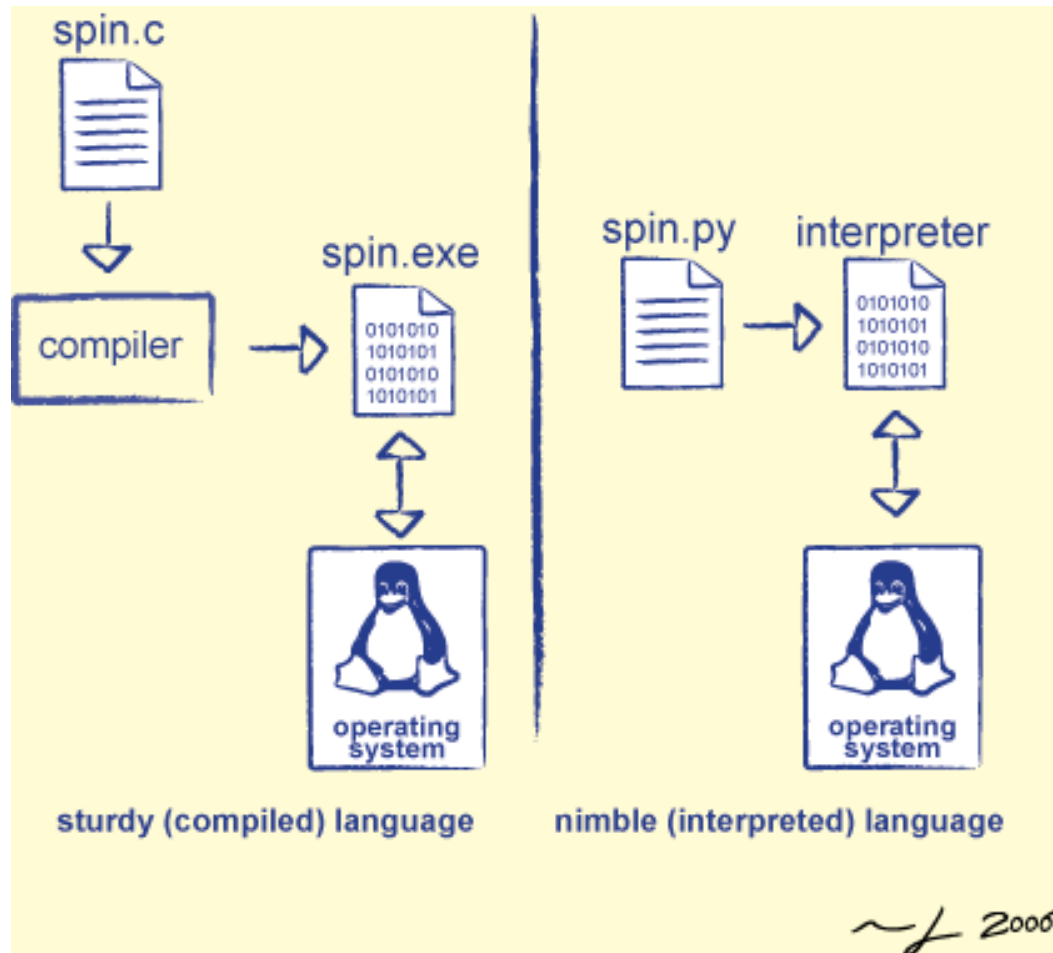 spin.c
compiler
spin.exe
0101010
1010101
0101010
1010101
operating
system
sturdy (compiled) language
spin.py
interpreter
0101010
1010101
0101010
1010101
operating
system
nimble (interpreted) language
2006